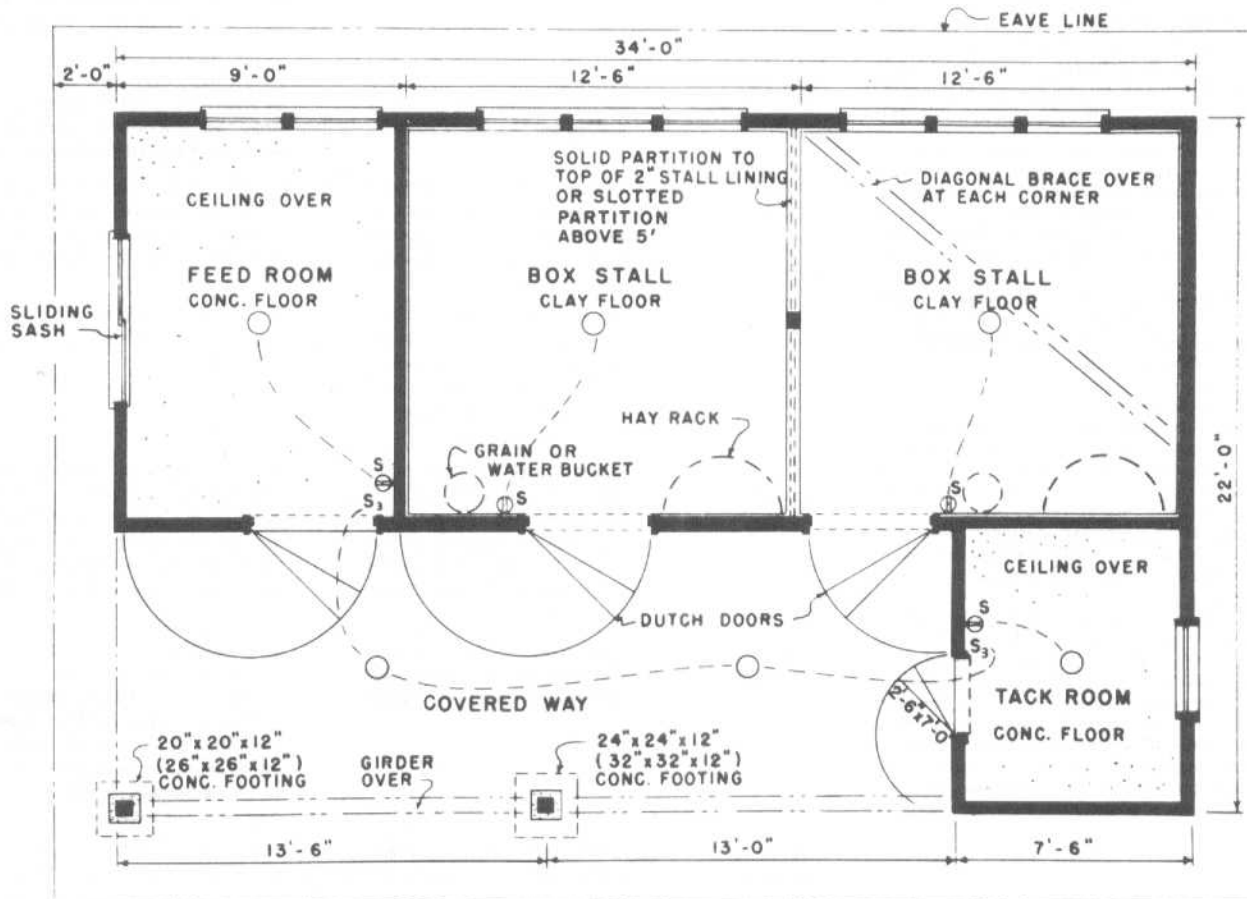 EAVE LINE
34'-0"
2'-0"
9'-0"
12'-6"
12'-6"
SOLID PARTITION TO
TOP OF 2" STALL LINING
OR SLOTTED
PARTITION
ABOVE 5'
DIAGONAL BRACE OVER
AT EACH CORNER
CEILING OVER
FEED ROOM
CONC. FLOOR
BOX STALL
CLAY FLOOR
BOX STALL
CLAY FLOOR
SLIDING
SASH
HAY RACK
GRAIN OR
WATER BUCKET
S
S3
S
S
22'-0"
CEILING OVER
DUTCH DOORS
S
S3
COVERED WAY
TACK ROOM
CONC. FLOOR
2'-6"x7'-0
20"x20"x12"
(26"x26"x12")
CONC. FOOTING
GIRDER
OVER
24"x24"x12"
(32"x32"x12")
CONC. FOOTING
13'-6"
13'-0"
7'-6"